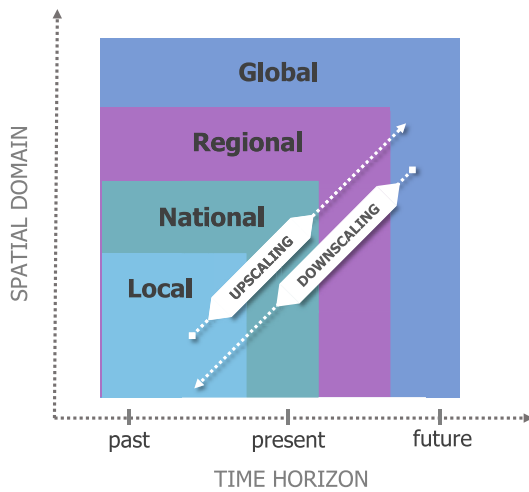 Global
Regional
National
Local
UPSCALING
DOWNSCALING
SPATIAL DOMAIN
past present future
TIME HORIZON